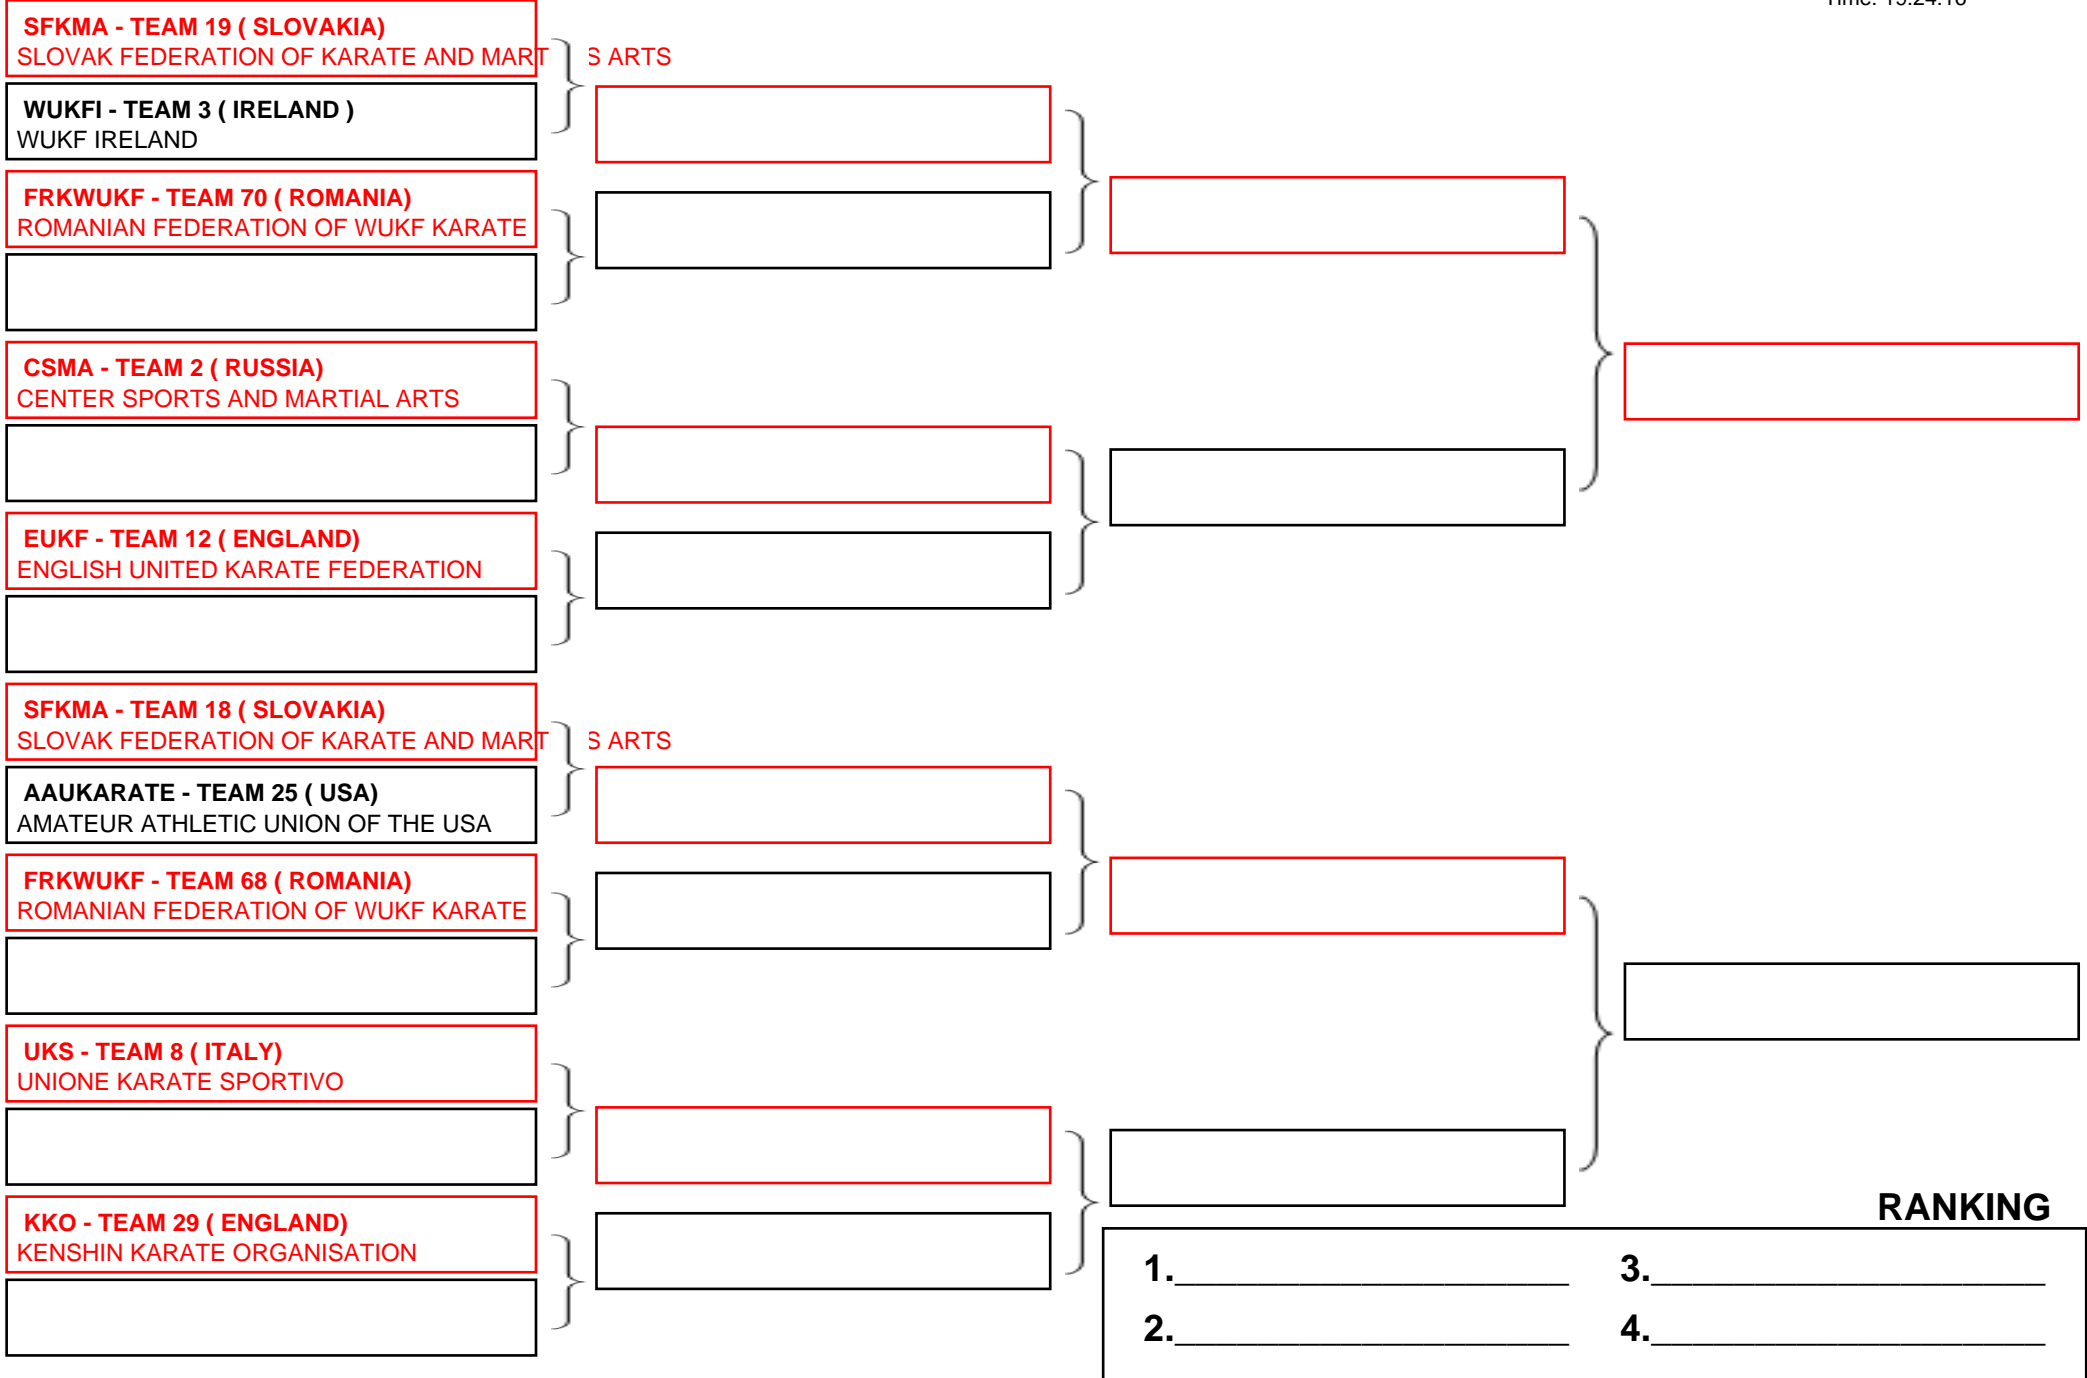 SFKMA - TEAM 19 ( SLOVAKIA)
SLOVAK FEDERATION OF KARATE AND MART S ARTS
WUKFI - TEAM 3 ( IRELAND )
WUKF IRELAND
FRKWUKF - TEAM 70 ( ROMANIA)
ROMANIAN FEDERATION OF WUKF KARATE
CSMA - TEAM 2 ( RUSSIA)
CENTER SPORTS AND MARTIAL ARTS
EUKF - TEAM 12 ( ENGLAND)
ENGLISH UNITED KARATE FEDERATION
SFKMA - TEAM 18 ( SLOVAKIA)
SLOVAK FEDERATION OF KARATE AND MART S ARTS
AAUKARATE - TEAM 25 ( USA)
AMATEUR ATHLETIC UNION OF THE USA
FRKWUKF - TEAM 68 ( ROMANIA)
ROMANIAN FEDERATION OF WUKF KARATE
UKS - TEAM 8 ( ITALY)
UNIONE KARATE SPORTIVO
KKO - TEAM 29 ( ENGLAND)
KENSHIN KARATE ORGANISATION
RANKING
1.___________________ 3.___________________
2.___________________ 4.___________________